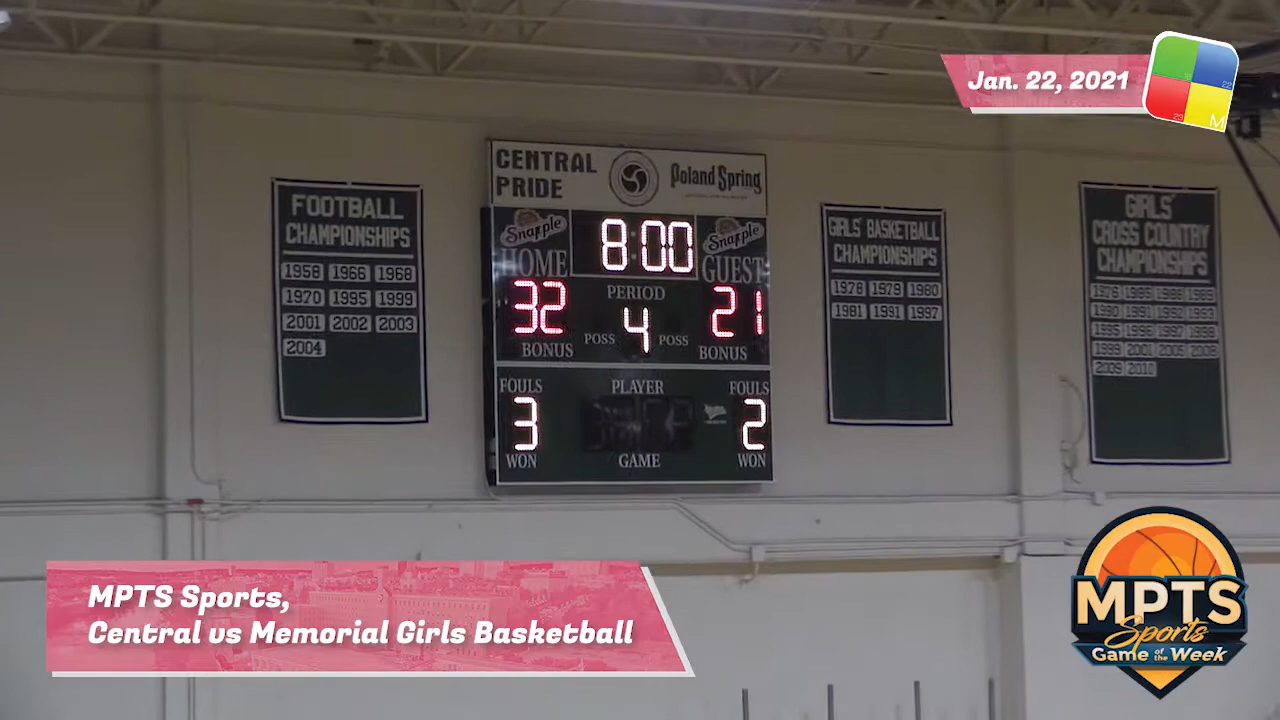 Jan. 22, 2021
M
CENTRAL PRIDE
Poland Spring
Snapple
Snapple
8:00
HOME
GUEST
32
PERIOD
21
POSS 4 POSS
BONUS
BONUS
FOULS
PLAYER
FOULS
3
2
WON
GAME
WON
FOOTBALL
CHAMPIONSHIPS
1958 1966 1968
1970 1995 1999
2001 2002 2003
2004
GIRLS' BASKETBALL
CHAMPIONSHIPS
1978 1979 1980
1981 1991 1997
GIRLS'
CROSS COUNTRY
CHAMPIONSHIPS
MPTS Sports,
Central vs Memorial Girls Basketball
MPTS
Sports
Game of the Week